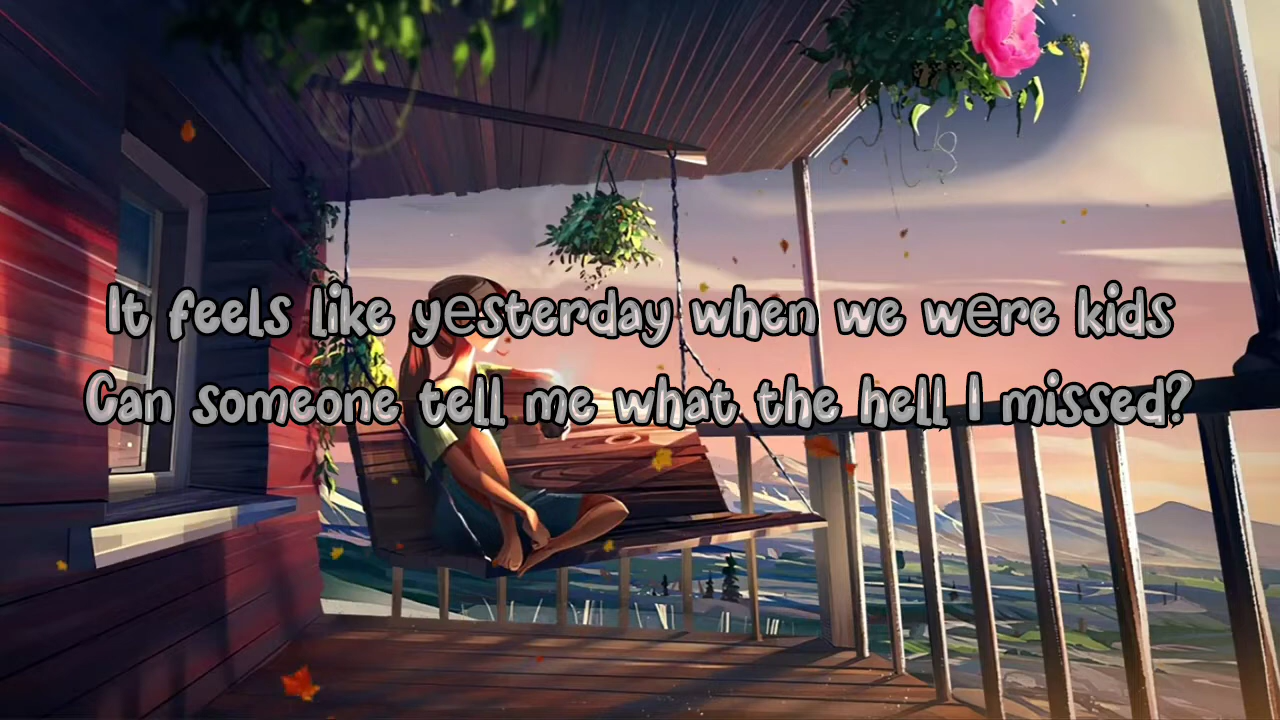 It feels like yesterday when we were kids
Can someone tell me what the hell I missed?